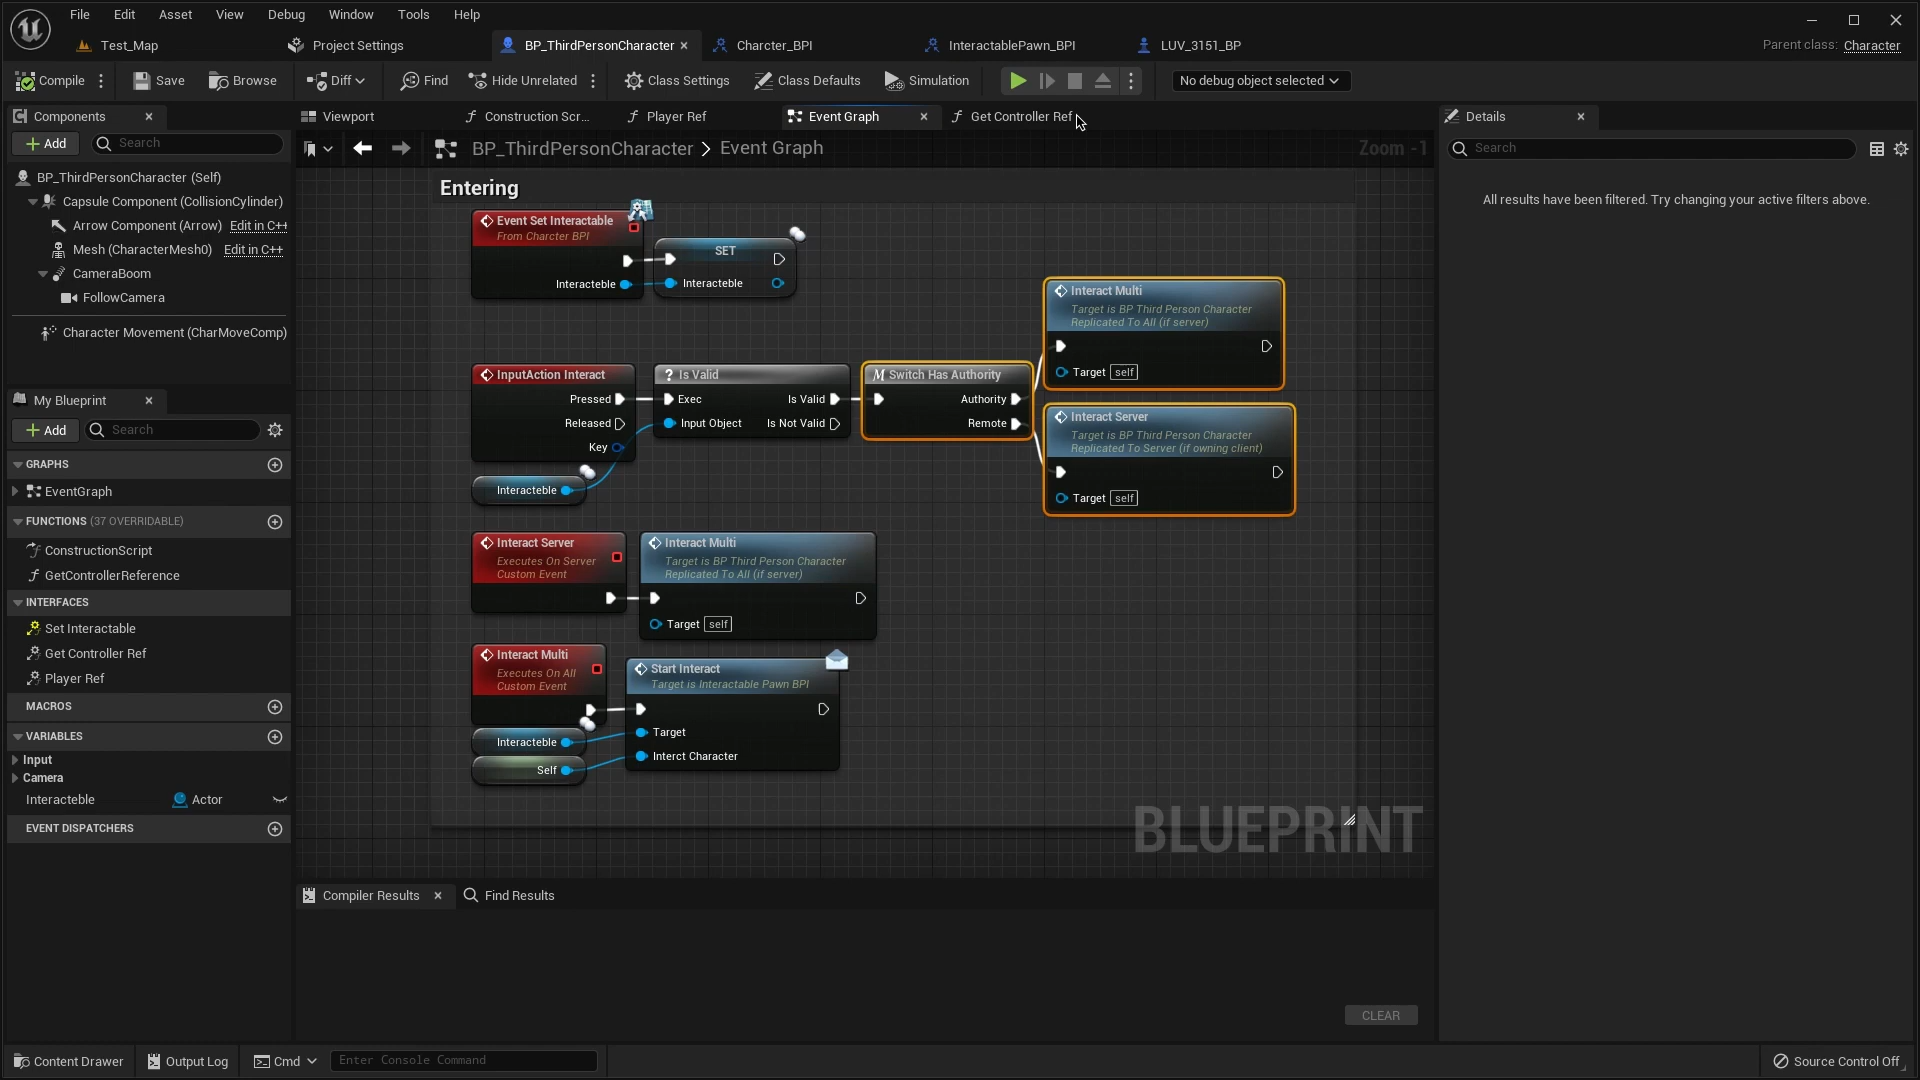 File Edit Asset View Debug Window Tools Help
Test_Map Project Settings BP_ThirdPersonCharacter Charcter_BPI InteractablePawn_BPI LUV_3151_BP Parent class: Character
Compile Save Browse Diff Find Hide Unrelated Class Settings Class Defaults Simulation No debug object selected
Components Viewport Construction Scr... Player Ref Event Graph Get Controller Ref Details
Add Search BP_ThirdPersonCharacter > Event Graph Zoom -1 Search
BP_ThirdPersonCharacter (Self)
Capsule Component (CollisionCylinder)
Arrow Component (Arrow) Edit in C++
Mesh (CharacterMesh0) Edit in C++
CameraBoom
FollowCamera
Character Movement (CharMoveComp)
My Blueprint
Add Search
GRAPHS
EventGraph
FUNCTIONS (37 OVERRIDABLE)
ConstructionScript
GetControllerReference
INTERFACES
Set Interactable
Get Controller Ref
Player Ref
MACROS
VARIABLES
Input
Camera
Interacteble Actor
EVENT DISPATCHERS
Entering
Event Set Interactable
From Charcter BPI
Interacteble
SET
Interacteble
InputAction Interact
Pressed
Released
Key
Interacteble
? Is Valid
Exec Is Valid
Input Object Is Not Valid
Switch Has Authority
Authority
Remote
Interact Multi
Target is BP Third Person Character
Replicated To All (if server)
Target self
Interact Server
Target is BP Third Person Character
Replicated To Server (if owning client)
Target self
Interact Server
Executes On Server
Custom Event
Interact Multi
Target is BP Third Person Character
Replicated To All (if server)
Target self
Interact Multi
Executes On All
Custom Event
Interacteble
Self
Start Interact
Target is Interactable Pawn BPI
Target
Interct Character
BLUEPRINT
All results have been filtered. Try changing your active filters above.
Compiler Results Find Results
CLEAR
Content Drawer Output Log Cmd Enter Console Command Source Control Off